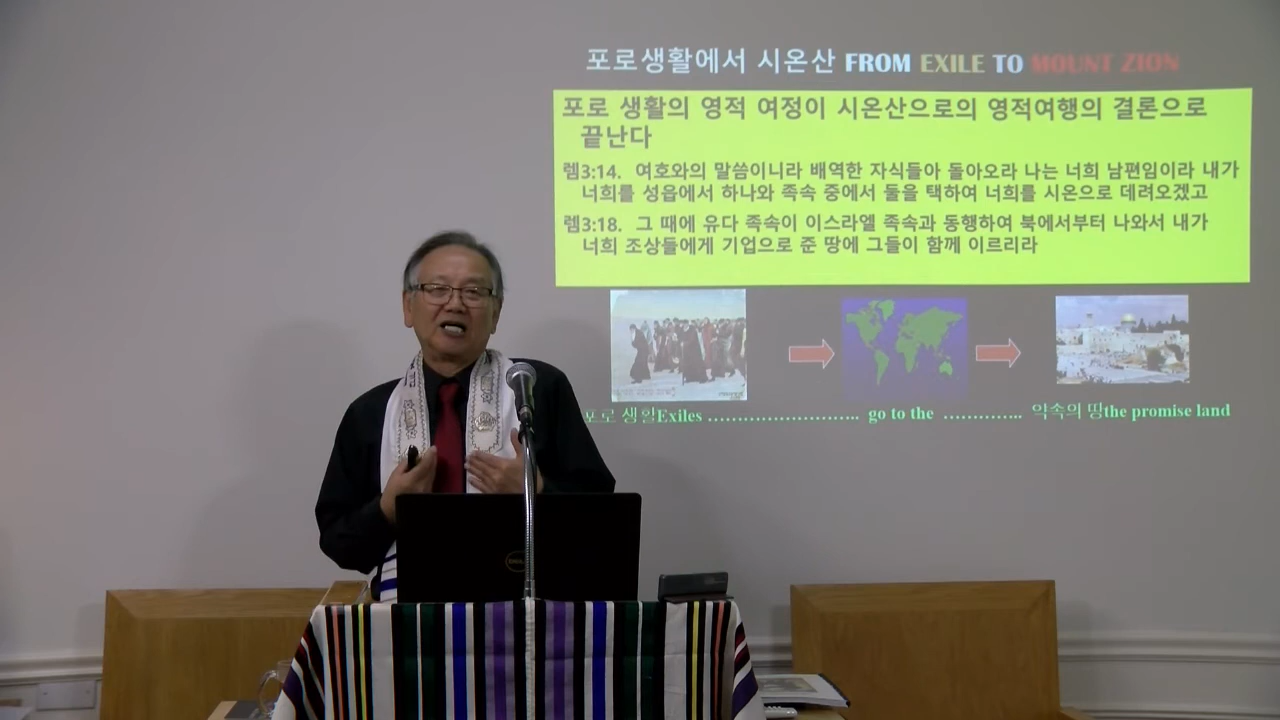 포로생활에서 시온산 FROM EXILE TO MOUNT ZION
포로 생활의 영적 여정이 시온산으로의 영적여행의 결론으로
끝난다
렘3:14. 여호와의 말씀이니라 배역한 자식들아 돌아오라 나는 너희 남편임이라 내가
너희를 성읍에서 하나와 족속 중에서 둘을 택하여 너희를 시온으로 데려오겠고
렘3:18. 그 때에 유다 족속이 이스라엘 족속과 동행하여 북에서부터 나와서 내가
너희 조상들에게 기업으로 준 땅에 그들이 함께 이르리라
포로 생활Exiles …………………….. go to the ………….. 약속의 땅the promise land
DELL